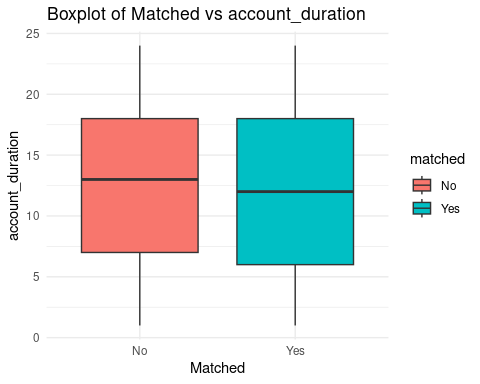 Boxplot of Matched vs account_duration
25
20
15
10
5
0
account_duration
No
Yes
Matched
matched
No
Yes